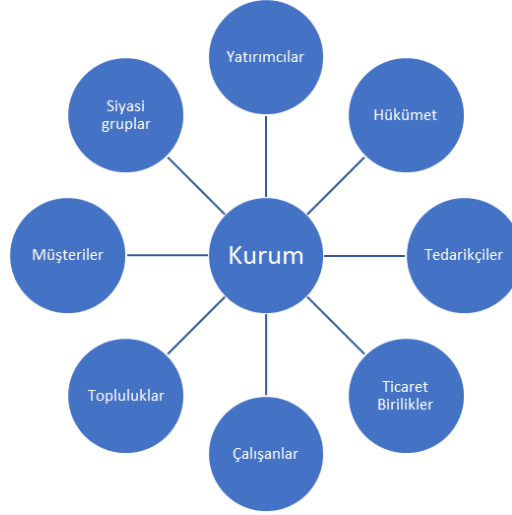 Yatırımcılar
Siyasi
gruplar
Hükümet
Müşteriler
Kurum
Tedarikçiler
Topluluklar
Ticaret
Birilikler
Çalışanlar